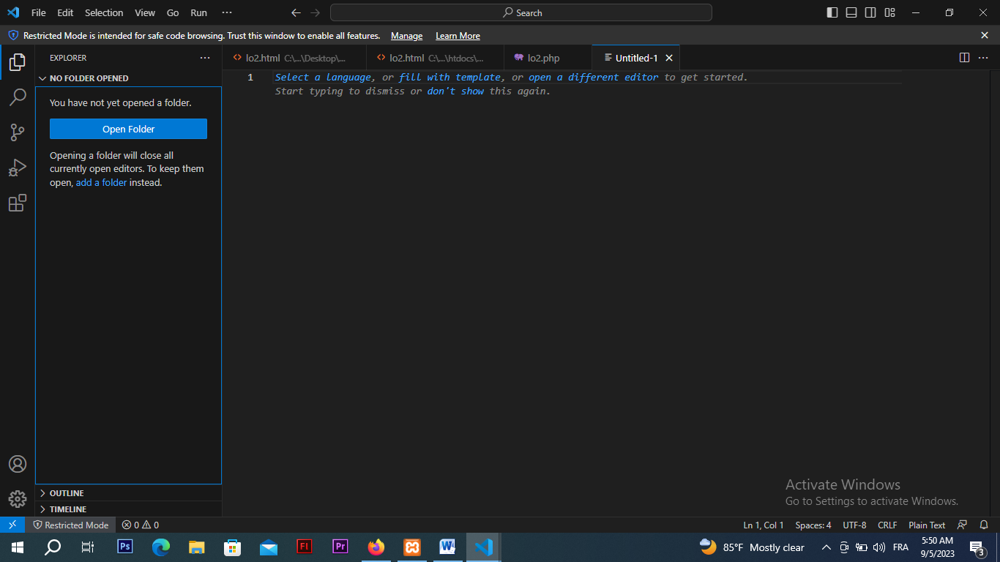 File Edit Selection View Go Run ···
Search
Restricted Mode is intended for safe code browsing. Trust this window to enable all features. Manage Learn More
EXPLORER
lo2.html C:\...\Desktop\...
lo2.html C:\...\htdocs\...
lo2.php
Untitled-1
NO FOLDER OPENED
You have not yet opened a folder.
Open Folder
Opening a folder will close all
currently open editors. To keep them
open, add a folder instead.
1
Select a language, or fill with template, or open a different editor to get started.
Start typing to dismiss or don't show this again.
OUTLINE
TIMELINE
Activate Windows
Go to Settings to activate Windows.
Restricted Mode 0 0
Ln 1, Col 1 Spaces: 4 UTF-8 CRLF Plain Text
Ps
Fl
Pr
W
85°F Mostly clear
FRA
5:50 AM
9/5/2023
3